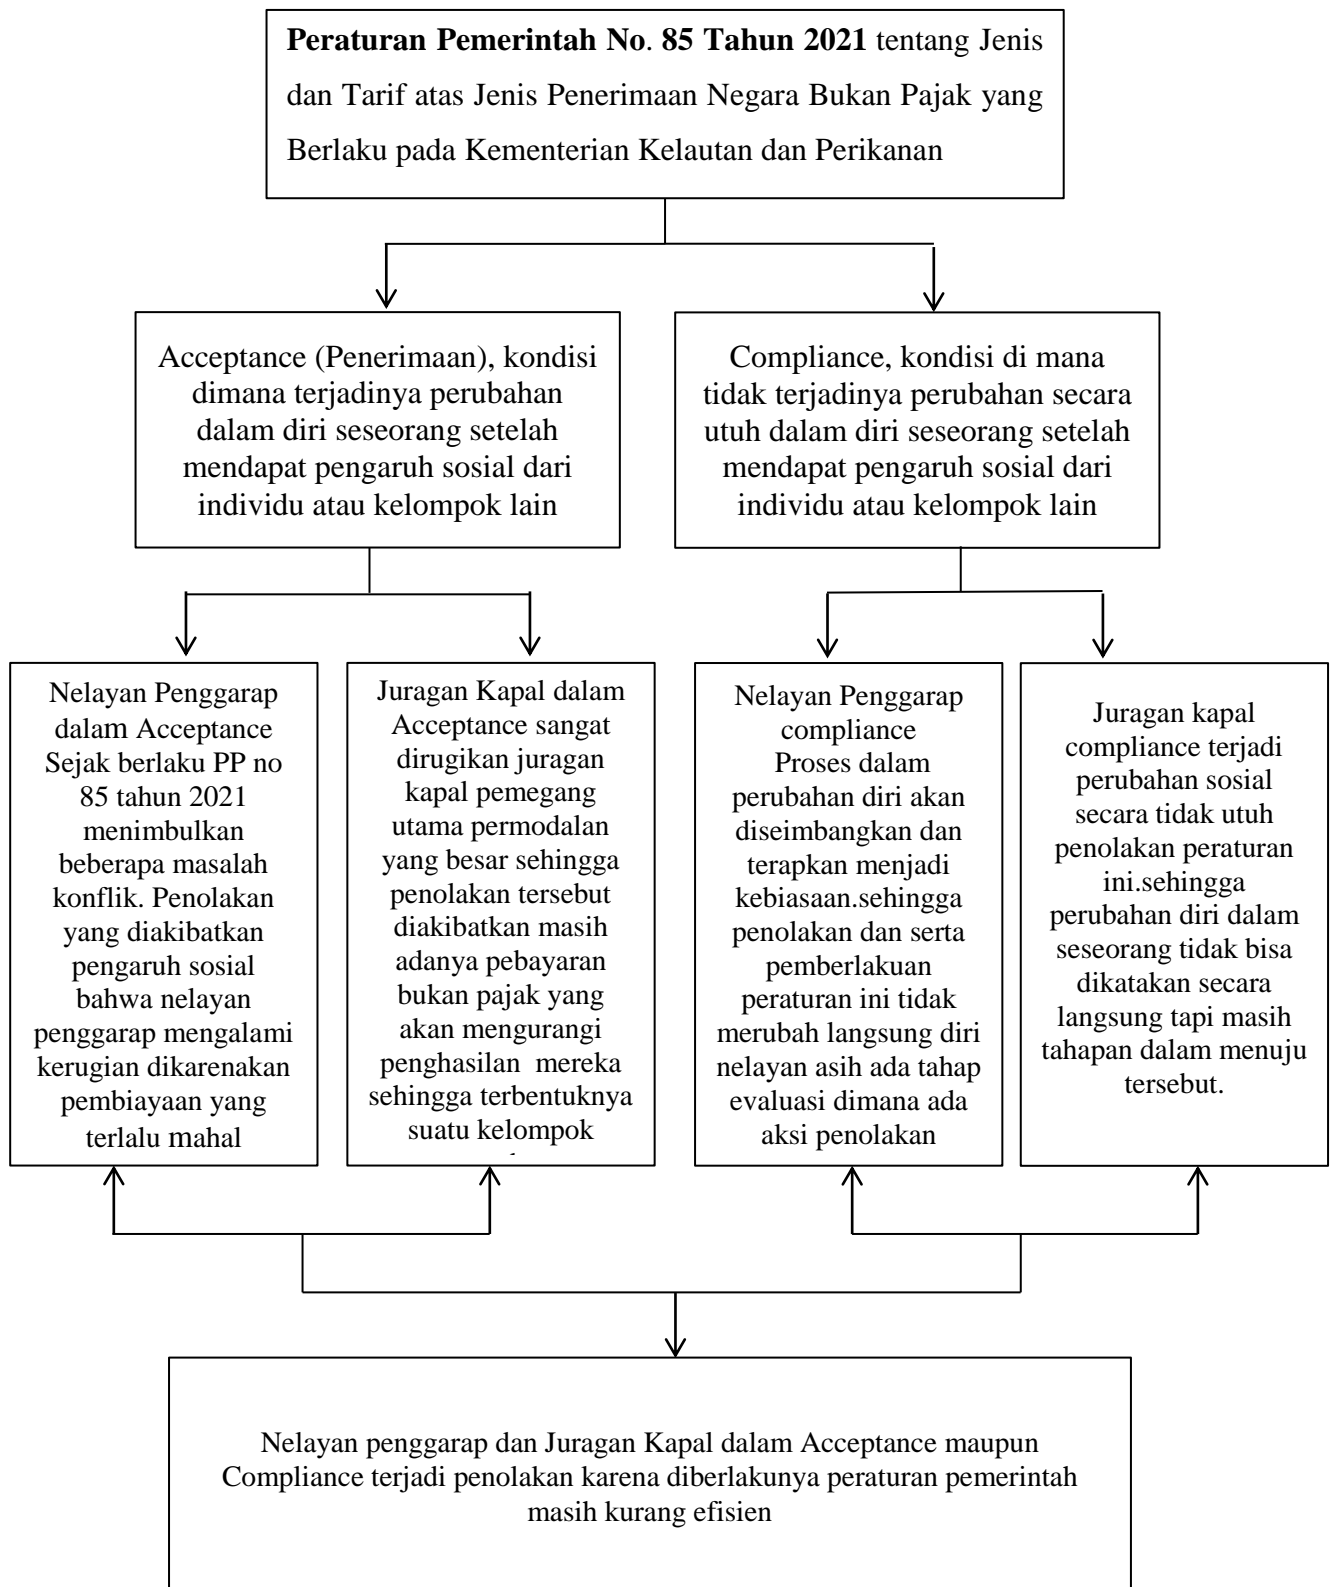 Peraturan Pemerintah No. 85 Tahun 2021 tentang Jenis
dan Tarif atas Jenis Penerimaan Negara Bukan Pajak yang
Berlaku pada Kementerian Kelautan dan Perikanan
Acceptance (Penerimaan), kondisi
dimana terjadinya perubahan
dalam diri seseorang setelah
mendapat pengaruh sosial dari
individu atau kelompok lain
Compliance, kondisi di mana
tidak terjadinya perubahan secara
utuh dalam diri seseorang setelah
mendapat pengaruh sosial dari
individu atau kelompok lain
Nelayan Penggarap
dalam Acceptance
Sejak berlaku PP no
85 tahun 2021
menimbulkan
beberapa masalah
konflik. Penolakan
yang diakibatkan
pengaruh sosial
bahwa nelayan
penggarap mengalami
kerugian dikarenakan
pembiayaan yang
terlalu mahal
Juragan Kapal dalam
Acceptance sangat
dirugikan juragan
kapal pemegang
utama permodalan
yang besar sehingga
penolakan tersebut
diakibatkan masih
adanya pebayaran
bukan pajak yang
akan mengurangi
penghasilan mereka
sehingga terbentuknya
suatu kelompok
Nelayan Penggarap
compliance
Proses dalam
perubahan diri akan
diseimbangkan dan
terapkan menjadi
kebiasaan.sehingga
penolakan dan serta
pemberlakuan
peraturan ini tidak
merubah langsung diri
nelayan asih ada tahap
evaluasi dimana ada
aksi penolakan
Juragan kapal
compliance terjadi
perubahan sosial
secara tidak utuh
penolakan peraturan
ini.sehingga
perubahan diri dalam
seseorang tidak bisa
dikatakan secara
langsung tapi masih
tahapan dalam menuju
tersebut.
Nelayan penggarap dan Juragan Kapal dalam Acceptance maupun
Compliance terjadi penolakan karena diberlakunya peraturan pemerintah
masih kurang efisien